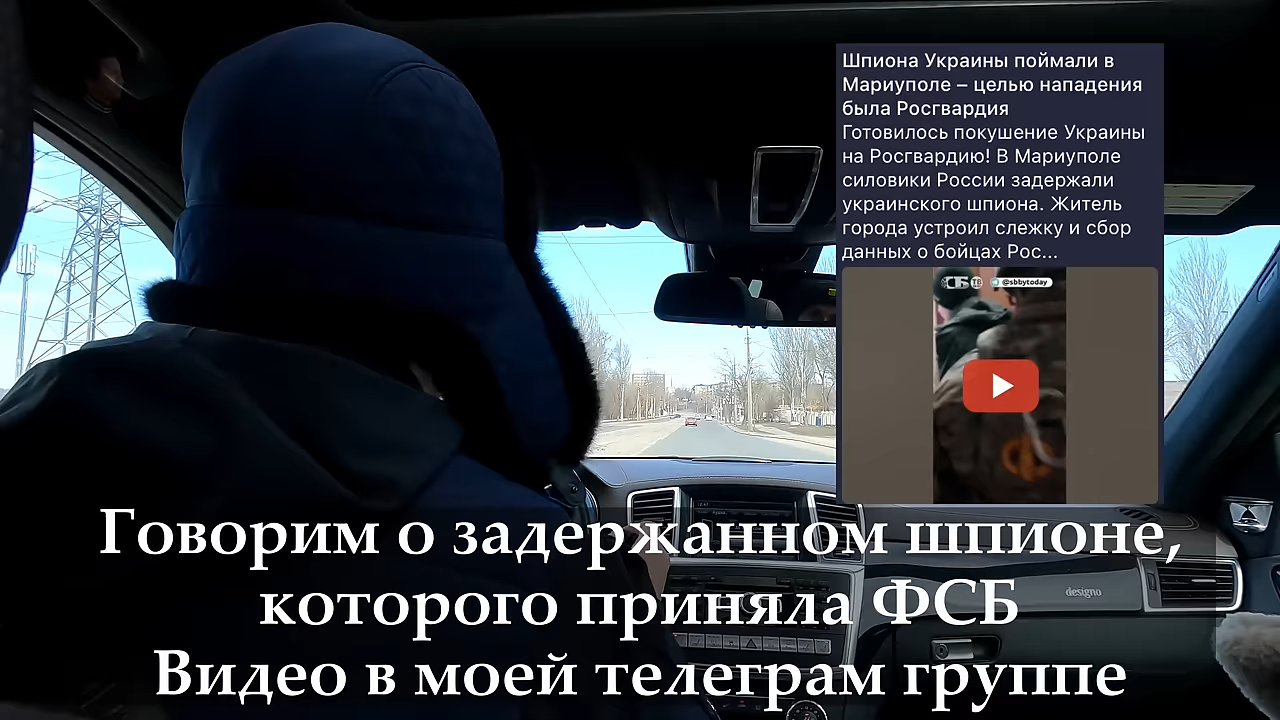 Шпиона Украины поймали в
Мариуполе – целью нападения
была Росгвардия
Готовилось покушение Украины
на Росгвардию! В Мариуполе
силовики России задержали
украинского шпиона. Житель
города устроил слежку и сбор
данных о бойцах Рос...
СБ ТВ @sbbytoday
designo
Говорим о задержанном шпионе,
которого приняла ФСБ
Видео в моей телеграм группе